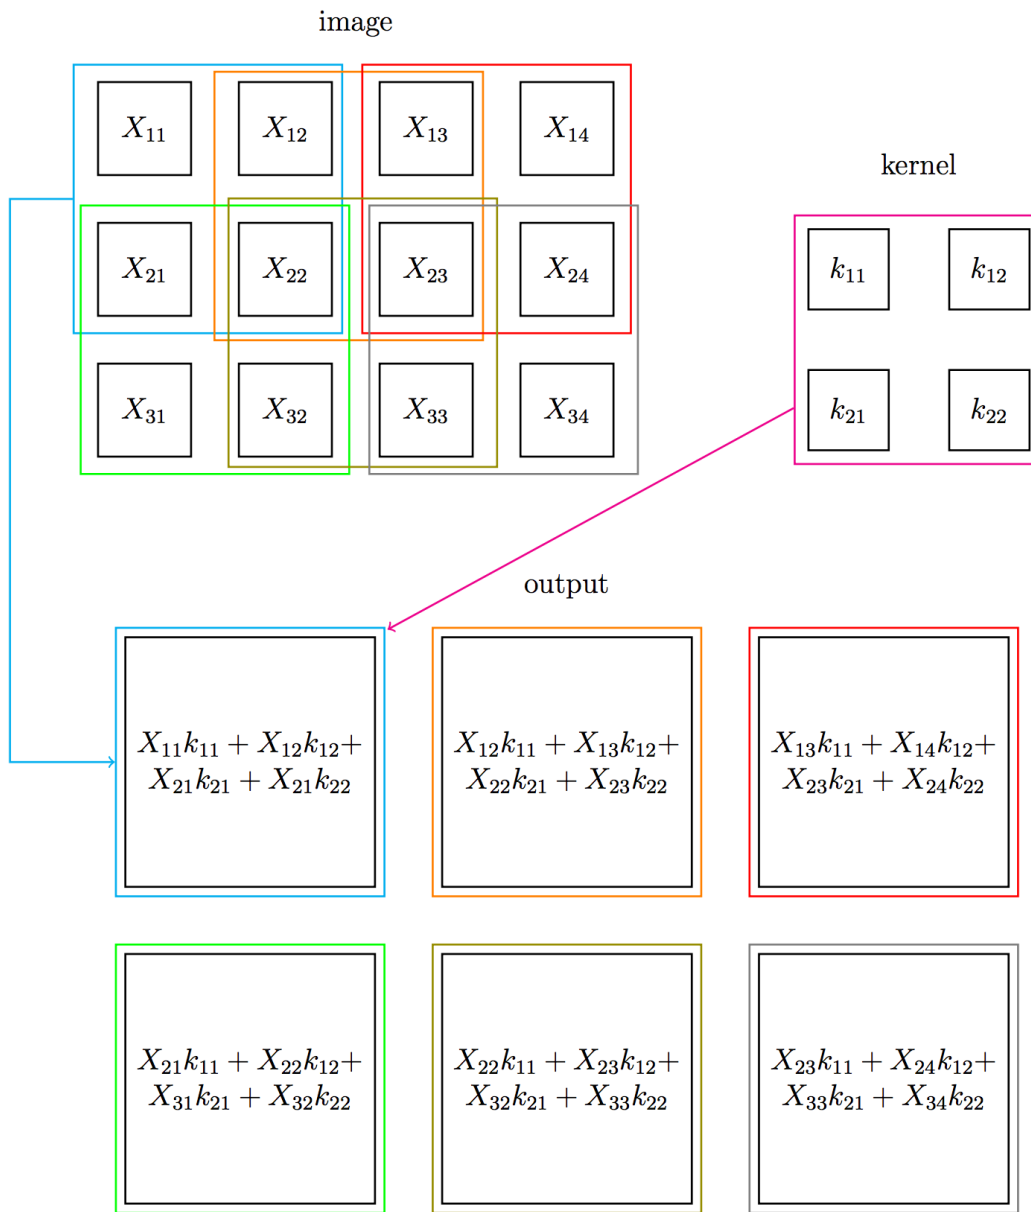 image
X₁₁ X₁₂ X₁₃ X₁₄
kernel
X₂₁ X₂₂ X₂₃ X₂₄
k₁₁ k₁₂
X₃₁ X₃₂ X₃₃ X₃₄
k₂₁ k₂₂
output
X₁₁k₁₁ + X₁₂k₁₂+
X₂₁k₂₁ + X₂₁k₂₂
X₁₂k₁₁ + X₁₃k₁₂+
X₂₂k₂₁ + X₂₃k₂₂
X₁₃k₁₁ + X₁₄k₁₂+
X₂₃k₂₁ + X₂₄k₂₂
X₂₁k₁₁ + X₂₂k₁₂+
X₃₁k₂₁ + X₃₂k₂₂
X₂₂k₁₁ + X₂₃k₁₂+
X₃₂k₂₁ + X₃₃k₂₂
X₂₃k₁₁ + X₂₄k₁₂+
X₃₃k₂₁ + X₃₄k₂₂